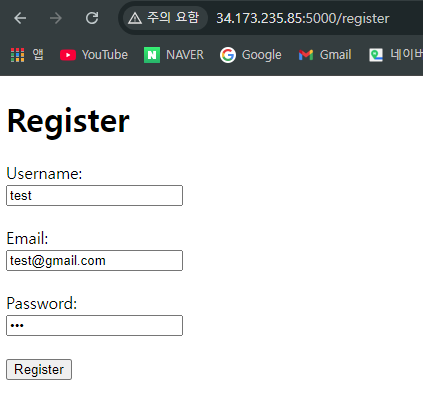 주의 요함 34.173.235.85:5000/register
앱 YouTube NAVER Google Gmail 네이버
Register
Username:
test
Email:
test@gmail.com
Password:
•••
Register